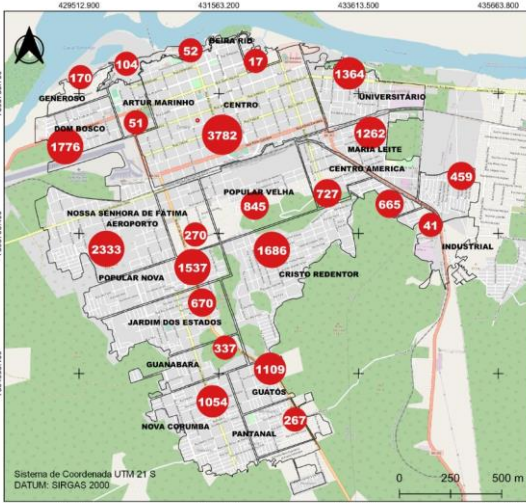 429512.900 431563.200 433613.500 435663.800
52 BEIRA RIO
104 17
170 1364
GENEROSO
ARTUR MARINHO CENTRO UNIVERSITÁRIO
51
DOM BOSCO 3782 1262
1776 MARIA LEITE
CENTRO AMERICA 459
POPULAR VELHA 727
845 665
NOSSA SENHORA DE FÁTIMA
AEROPORTO 270 41
2333 1686 INDUSTRIAL
1537
POPULAR NOVA CRISTO REDENTOR
670
JARDIM DOS ESTADOS
337
GUANABARA 1109
GUATÓS
1054
267
NOVA CORUMBA
PANTANAL
Sistema de Coordenada UTM 21 S
DATUM: SIRGAS 2000
0 250 500 m